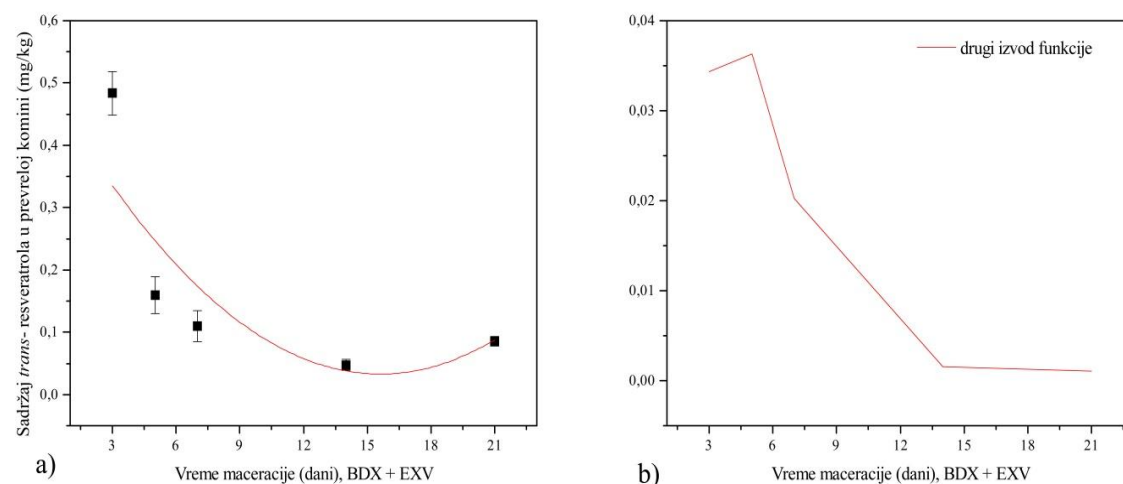 Sadržaj trans- resveratrola u prevreloj komini (mg/kg)
0,6
0,5
0,4
0,3
0,2
0,1
0,0
3 6 9 12 15 18 21
Vreme maceracije (dani), BDX + EXV
a)
drugi izvod funkcije
0,04
0,03
0,02
0,01
0,00
3 6 9 12 15 18 21
Vreme maceracije (dani), BDX + EXV
b)